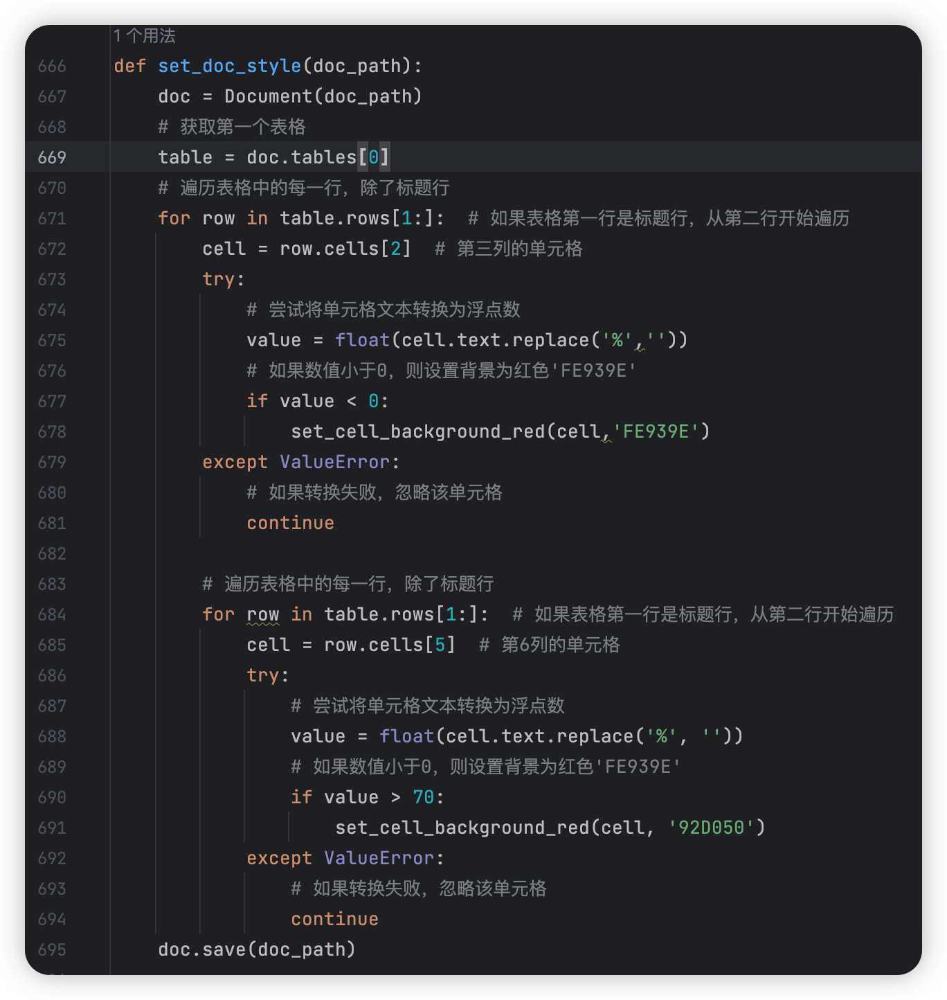 1 个用法
666 def set_doc_style(doc_path):
667     doc = Document(doc_path)
668     # 获取第一个表格
669     table = doc.tables[0]
670     # 遍历表格中的每一行，除了标题行
671     for row in table.rows[1:]:  # 如果表格第一行是标题行，从第二行开始遍历
672         cell = row.cells[2]  # 第三列的单元格
673         try:
674             # 尝试将单元格文本转换为浮点数
675             value = float(cell.text.replace('%',''))
676             # 如果数值小于0，则设置背景为红色'FE939E'
677             if value < 0:
678                 set_cell_background_red(cell,'FE939E')
679         except ValueError:
680             # 如果转换失败，忽略该单元格
681             continue
682
683         # 遍历表格中的每一行，除了标题行
684         for row in table.rows[1:]:  # 如果表格第一行是标题行，从第二行开始遍历
685             cell = row.cells[5]  # 第6列的单元格
686             try:
687                 # 尝试将单元格文本转换为浮点数
688                 value = float(cell.text.replace('%', ''))
689                 # 如果数值小于0，则设置背景为红色'FE939E'
690                 if value > 70:
691                     set_cell_background_red(cell, '92D050')
692             except ValueError:
693                 # 如果转换失败，忽略该单元格
694                 continue
695     doc.save(doc_path)